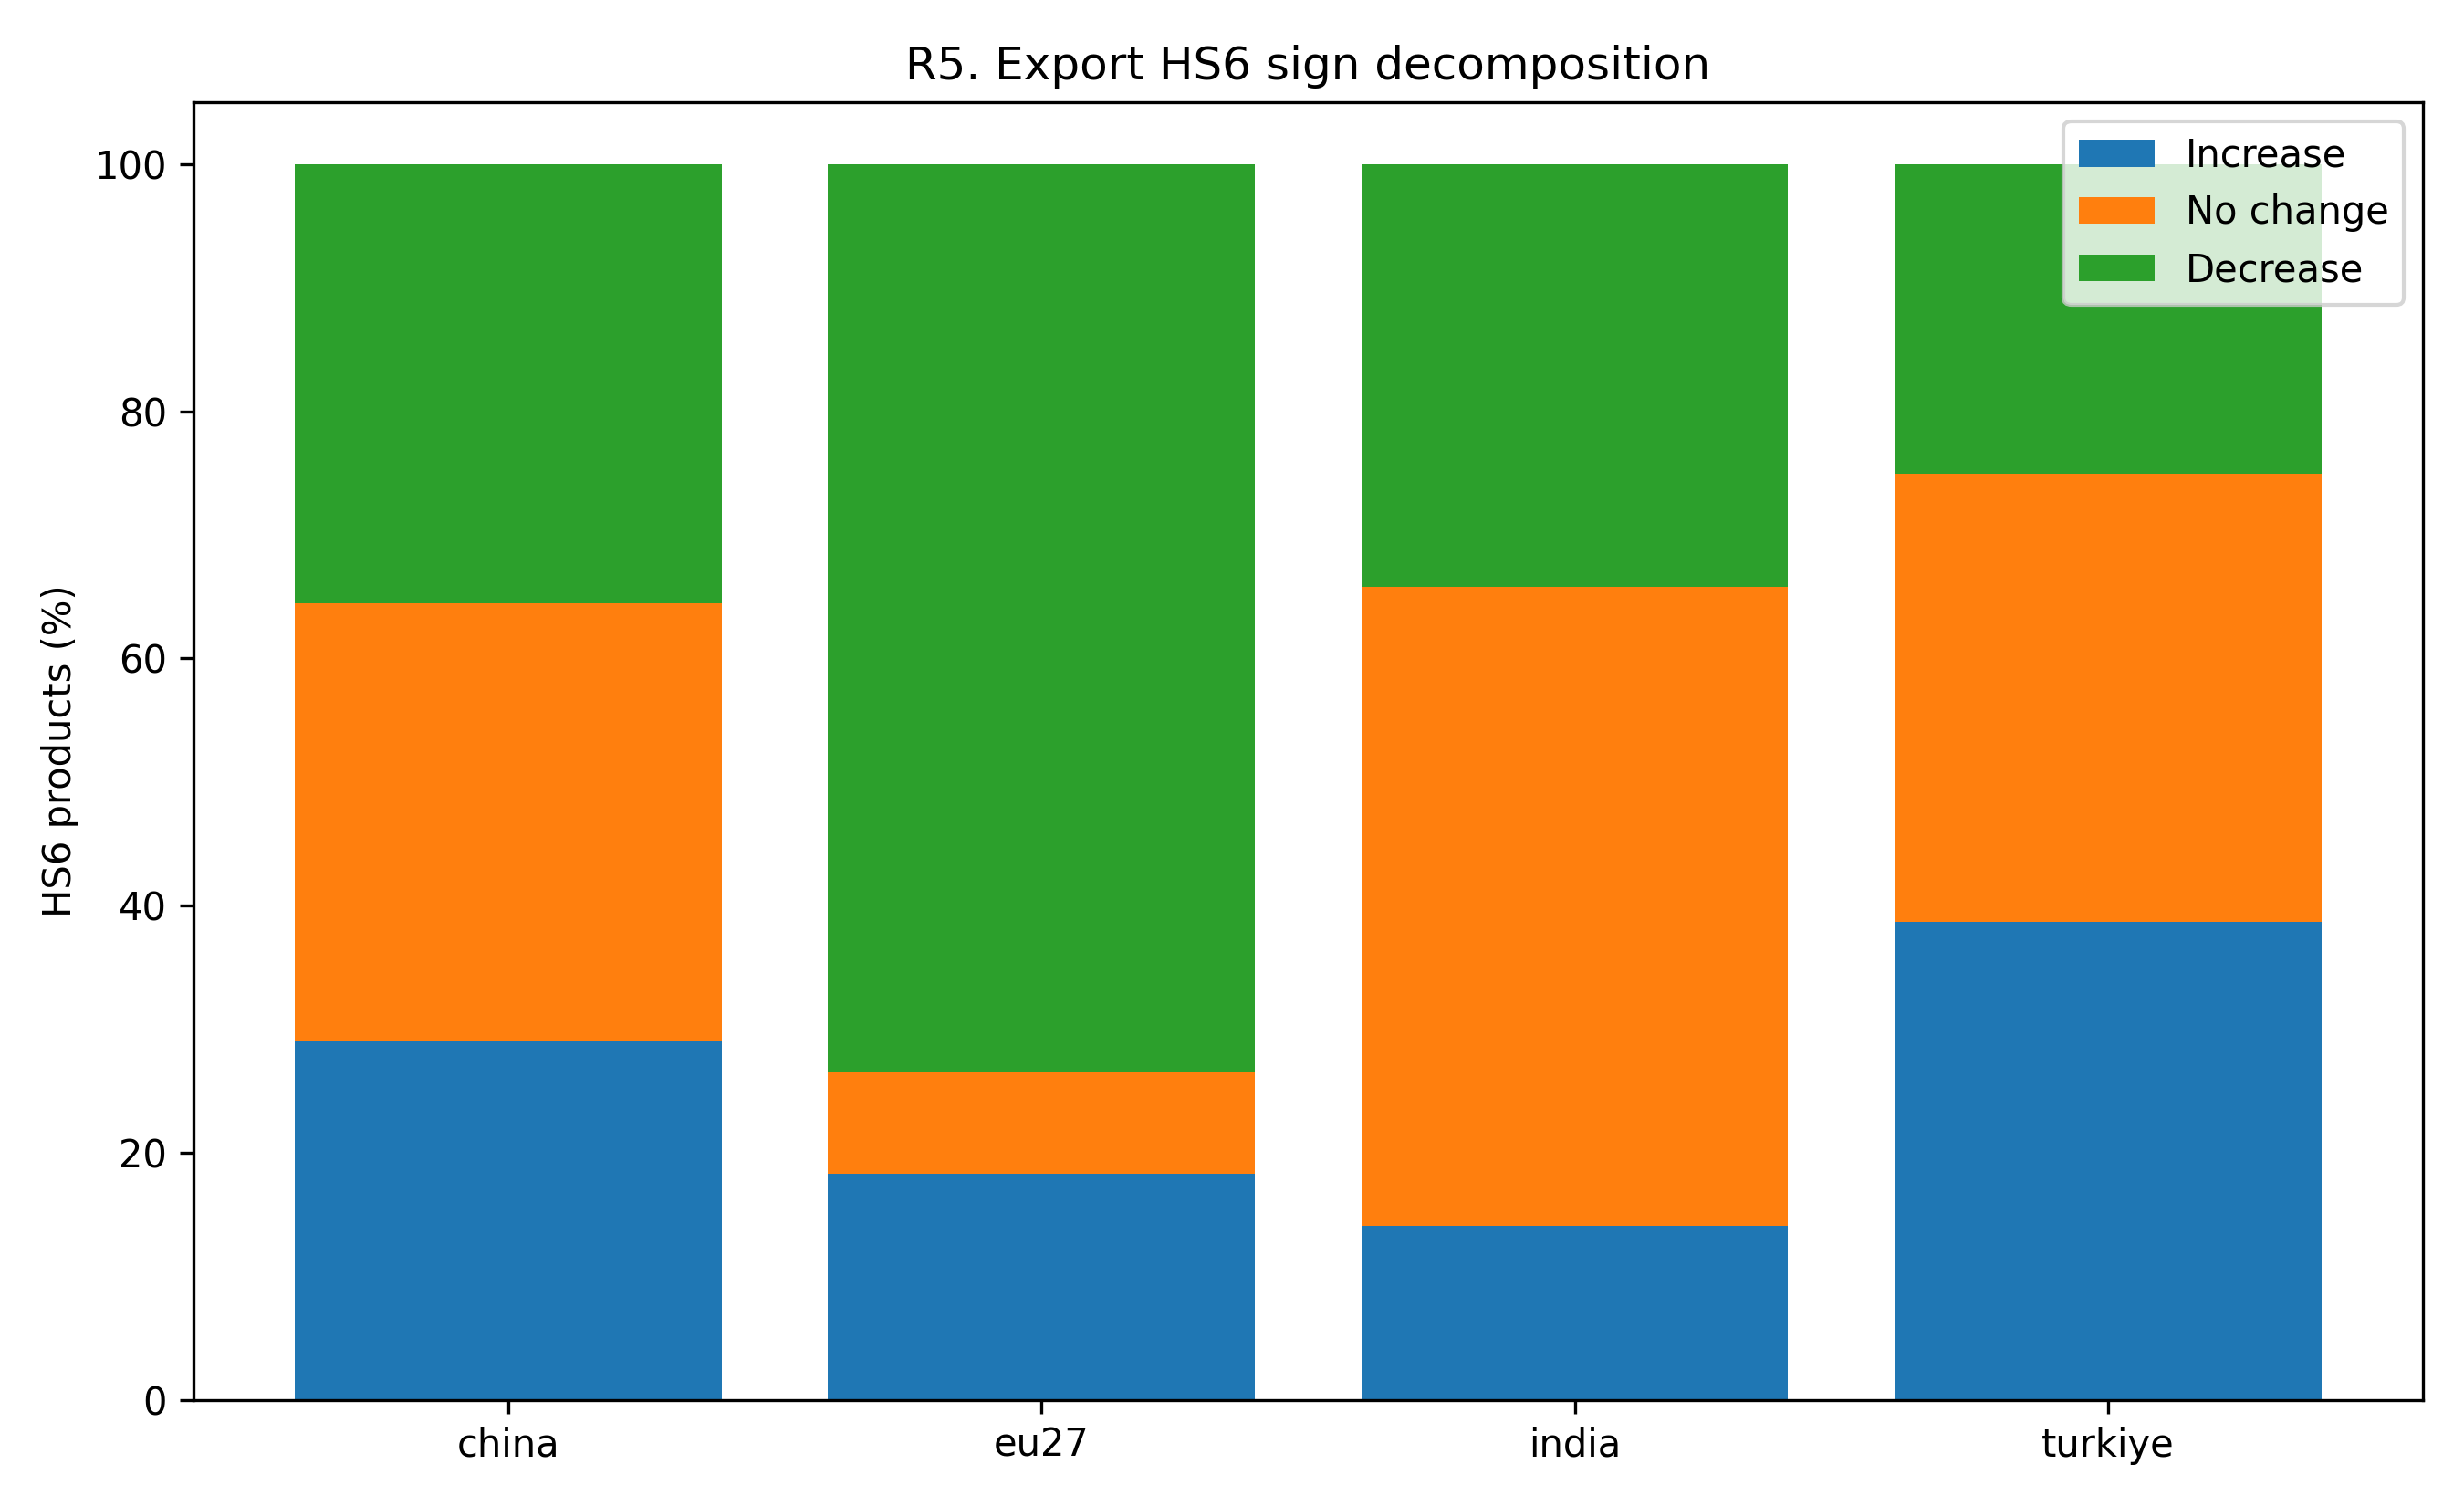 R5. Export HS6 sign decomposition
Increase
No change
Decrease
HS6 products (%)
100
80
60
40
20
0
china
eu27
india
turkiye